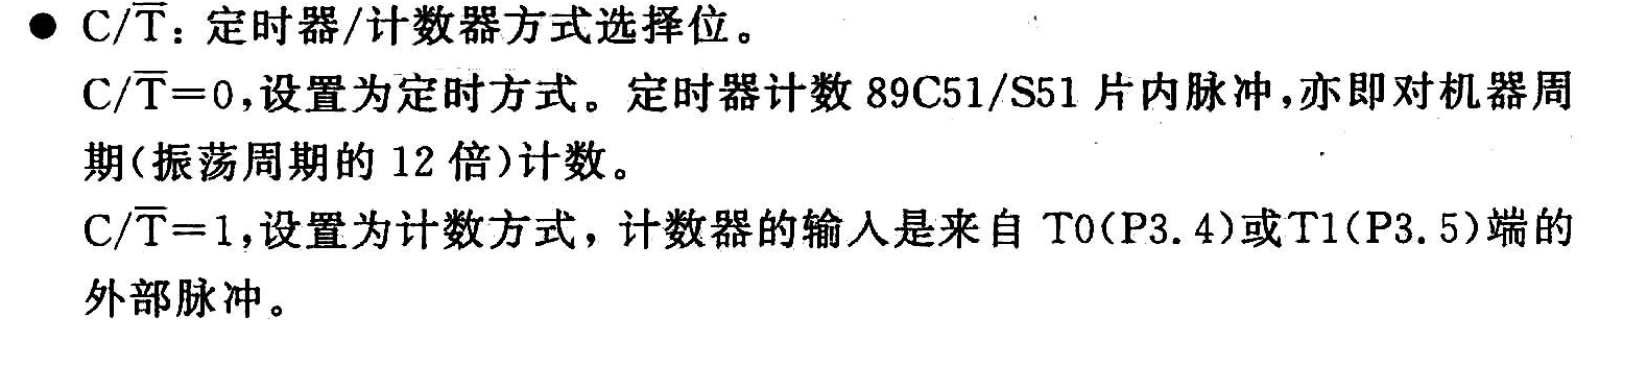 ● C/T̅：定时器/计数器方式选择位。
C/T̅=0,设置为定时方式。定时器计数 89C51/S51 片内脉冲,亦即对机器周
期(振荡周期的 12 倍)计数。
C/T̅=1,设置为计数方式，计数器的输入是来自 T0(P3.4)或T1(P3.5)端的
外部脉冲。